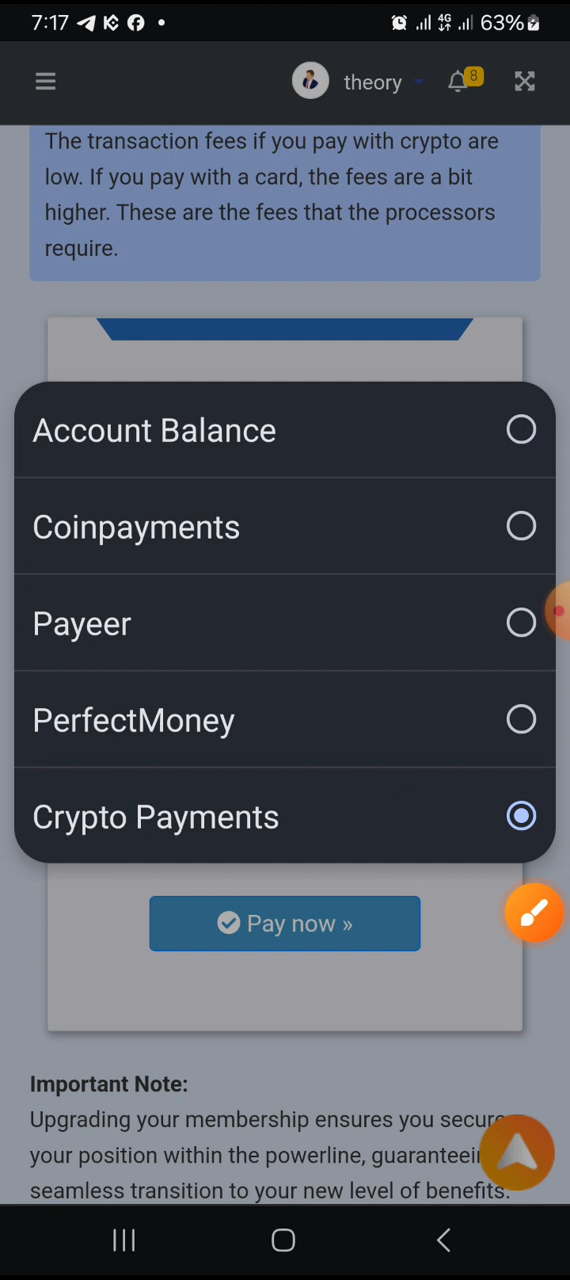 7:17
4G
63%
theory
8
The transaction fees if you pay with crypto are
low. If you pay with a card, the fees are a bit
higher. These are the fees that the processors
require.
Account Balance
Coinpayments
Payeer
PerfectMoney
Crypto Payments
Pay now »
Important Note:
Upgrading your membership ensures you secure
your position within the powerline, guaranteei
seamless transition to your new level of benefits.